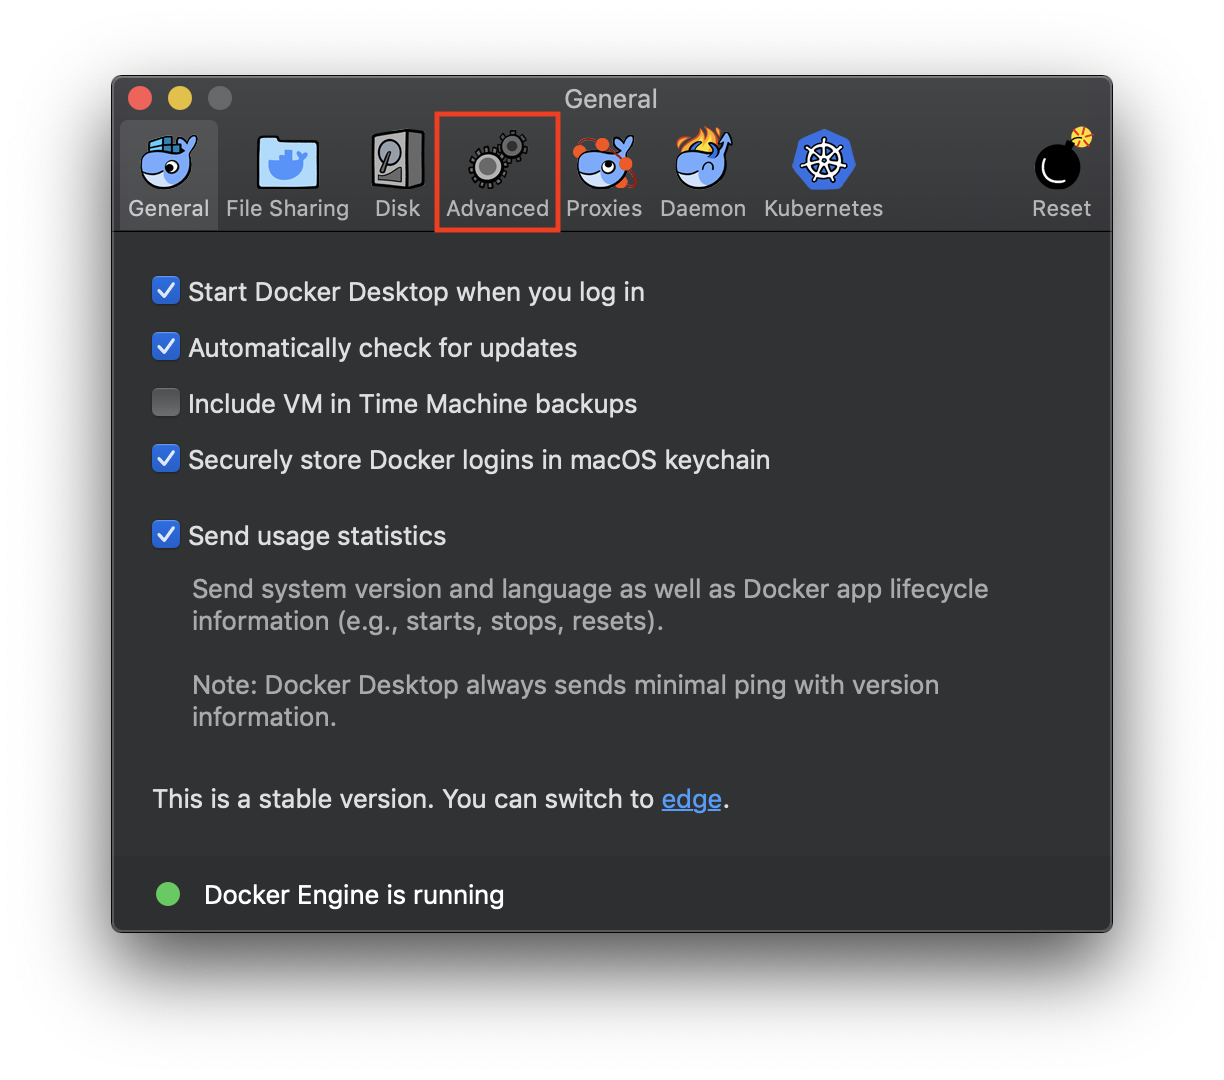 General
General
File Sharing
Disk
Advanced
Proxies
Daemon
Kubernetes
Reset
Start Docker Desktop when you log in
Automatically check for updates
Include VM in Time Machine backups
Securely store Docker logins in macOS keychain
Send usage statistics
Send system version and language as well as Docker app lifecycle
information (e.g., starts, stops, resets).
Note: Docker Desktop always sends minimal ping with version
information.
This is a stable version. You can switch to edge.
Docker Engine is running